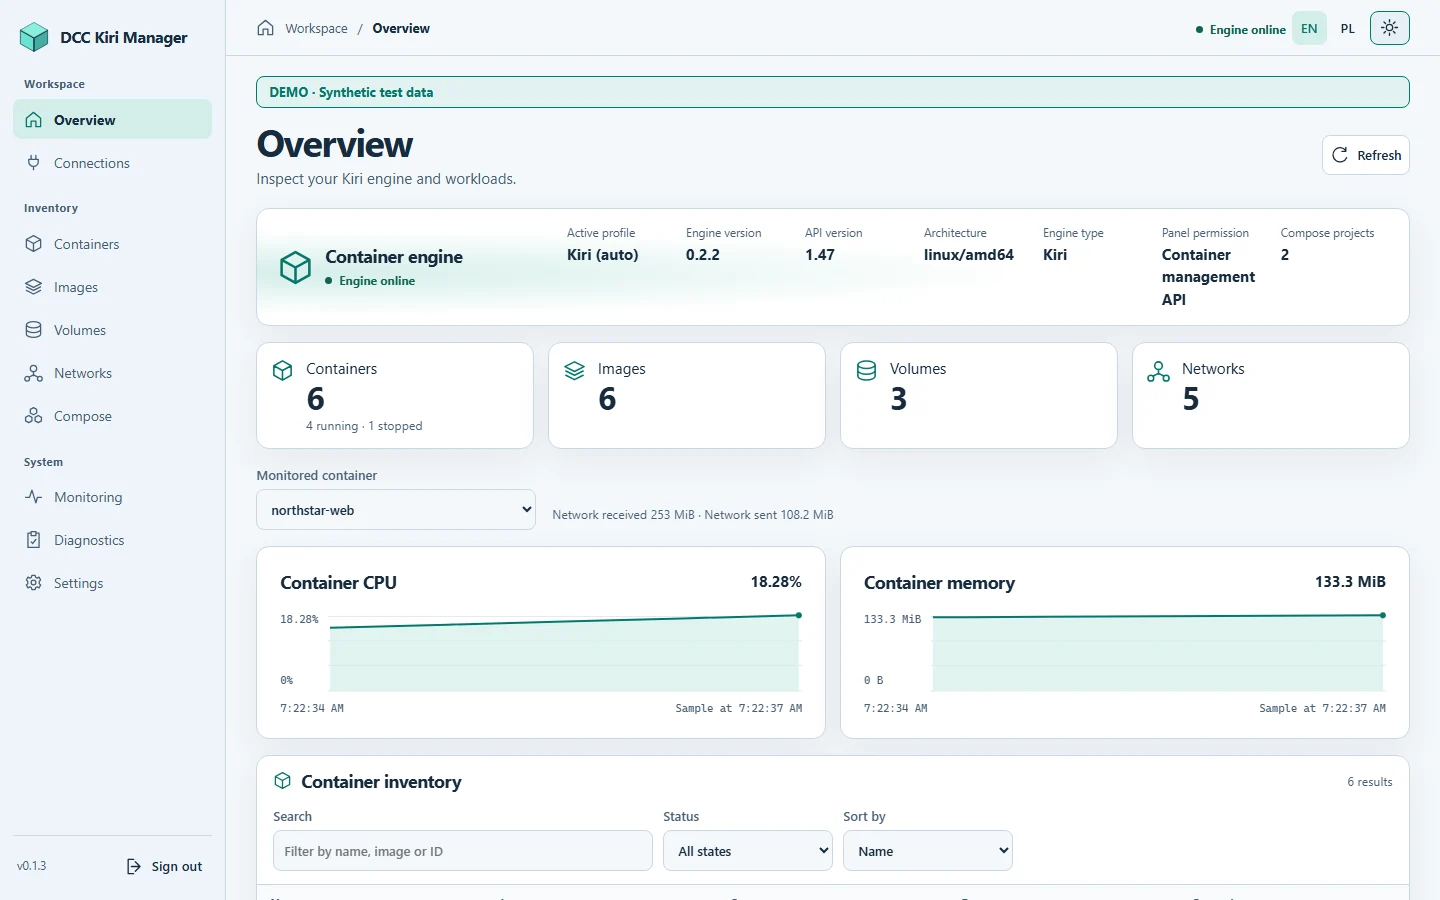 DCC Kiri Manager
Workspace
Overview
Connections
Inventory
Containers
Images
Volumes
Networks
Compose
System
Monitoring
Diagnostics
Settings
v0.1.3
Sign out
Workspace / Overview
Engine online
EN
PL
DEMO · Synthetic test data
Overview
Inspect your Kiri engine and workloads.
Refresh
Container engine
Engine online
Active profile
Kiri (auto)
Engine version
0.2.2
API version
1.47
Architecture
linux/amd64
Engine type
Kiri
Panel permission
Container
management
API
Compose projects
2
Containers
6
4 running · 1 stopped
Images
6
Volumes
3
Networks
5
Monitored container
northstar-web
Network received 253 MiB · Network sent 108.2 MiB
Container CPU
18.28%
18.28%
0%
7:22:34 AM
Sample at 7:22:37 AM
Container memory
133.3 MiB
133.3 MiB
0 B
7:22:34 AM
Sample at 7:22:37 AM
Container inventory
6 results
Search
Filter by name, image or ID
Status
All states
Sort by
Name